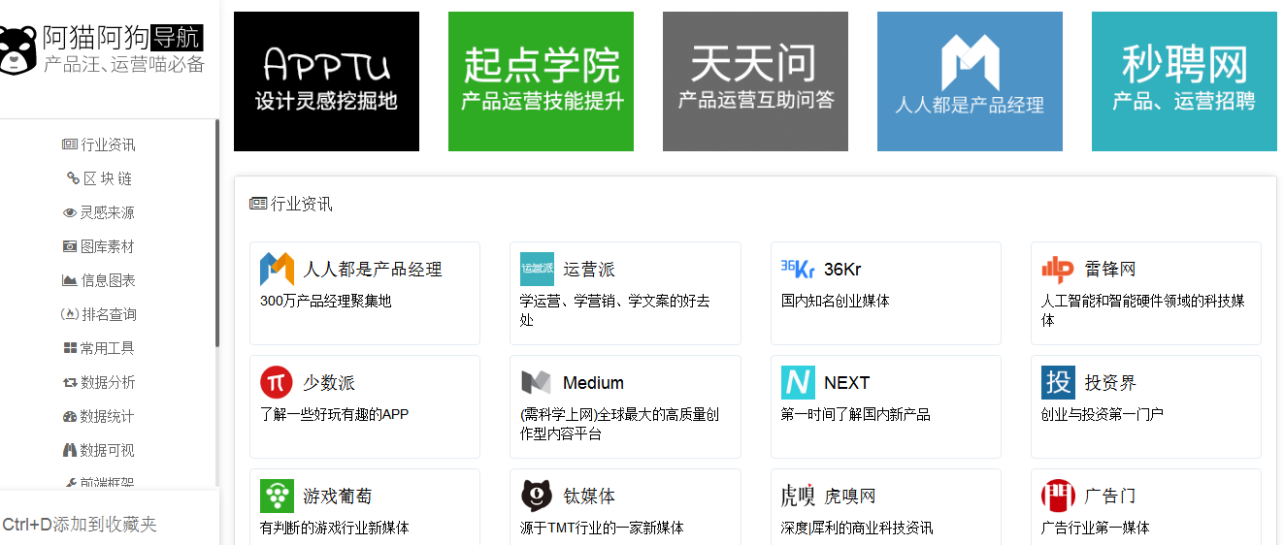 阿猫阿狗导航
产品汪、运营喵必备
行业资讯
区块链
灵感来源
图库素材
信息图表
排名查询
常用工具
数据分析
数据统计
数据可视
前端框架
Ctrl+D添加到收藏夹
APPTU
设计灵感挖掘地
起点学院
产品运营技能提升
天天问
产品运营互助问答
人人都是产品经理
秒聘网
产品、运营招聘
行业资讯
人人都是产品经理
300万产品经理聚集地
运营派
运营派
学运营、学营销、学文案的好去
处
36Kr
36Kr
国内知名创业媒体
雷锋网
人工智能和智能硬件领域的科技媒
体
少数派
了解一些好玩有趣的APP
Medium
(需科学上网)全球最大的高质量创
作型内容平台
N
NEXT
第一时间了解国内新产品
投
投资界
创业与投资第一门户
游戏葡萄
有判断的游戏行业新媒体
钛媒体
源于TMT行业的一家新媒体
虎嗅
虎嗅网
深度|犀利的商业科技资讯
广告门
广告行业第一媒体